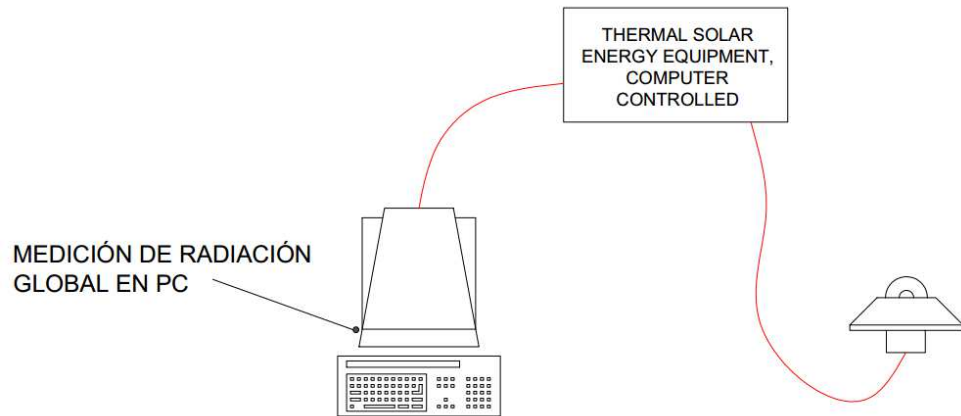 THERMAL SOLAR
ENERGY EQUIPMENT,
COMPUTER
CONTROLLED
MEDICIÓN DE RADIACIÓN
GLOBAL EN PC